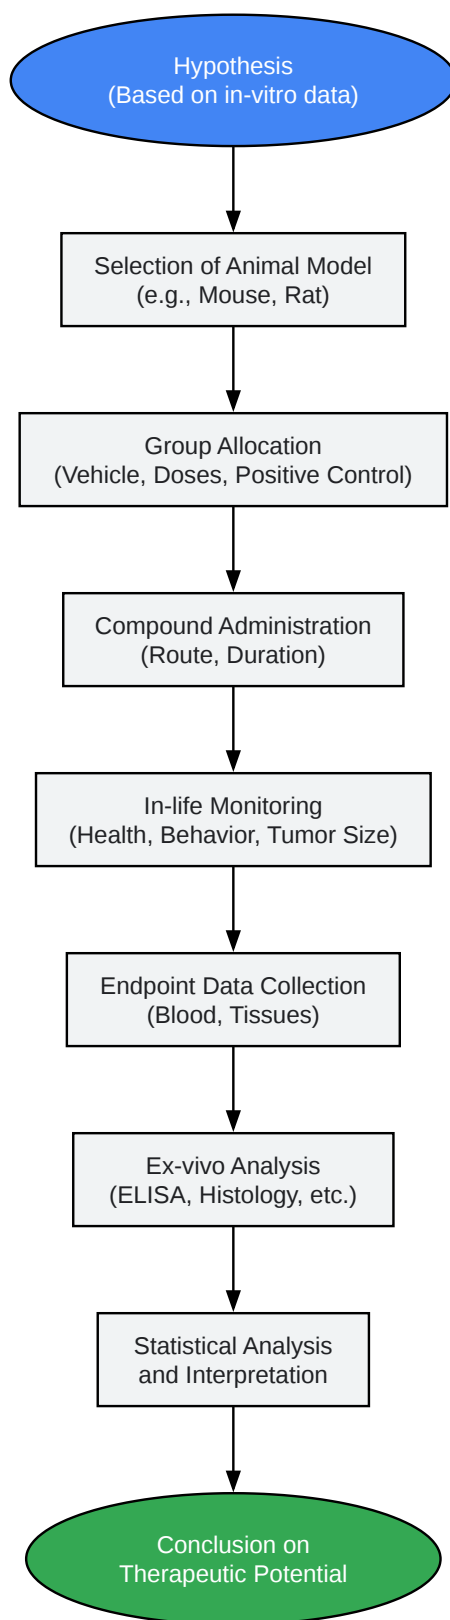 Hypothesis
(Based on in-vitro data)
Selection of Animal Model
(e.g., Mouse, Rat)
Group Allocation
(Vehicle, Doses, Positive Control)
Compound Administration
(Route, Duration)
In-life Monitoring
(Health, Behavior, Tumor Size)
Endpoint Data Collection
(Blood, Tissues)
Ex-vivo Analysis
(ELISA, Histology, etc.)
Statistical Analysis
and Interpretation
Conclusion on
Therapeutic Potential